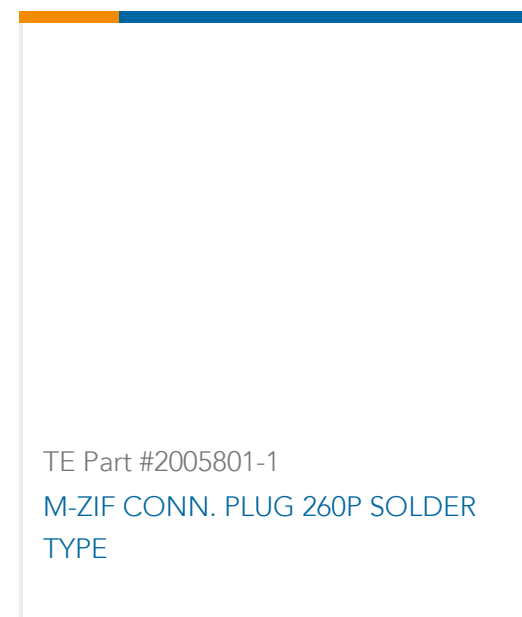 TE Part #2005801-1
M-ZIF CONN. PLUG 260P SOLDER
TYPE